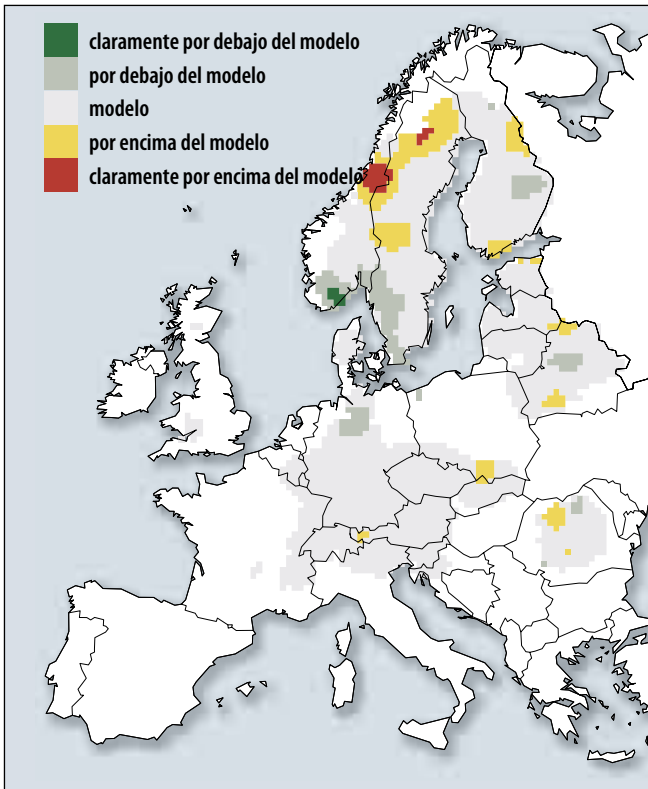 claramente por debajo del modelo
por debajo del modelo
modelo
por encima del modelo
claramente por encima del modelo